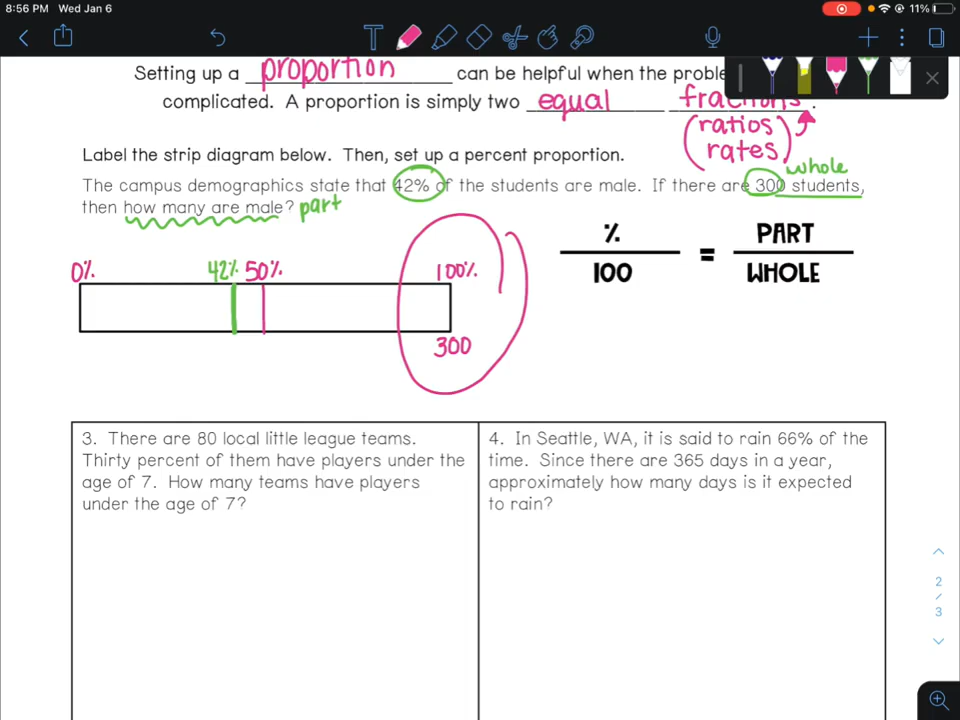 8:56 PM Wed Jan 6
11%
Setting up a proportion can be helpful when the proble
complicated. A proportion is simply two equal fractions.
(ratios
rates)
Label the strip diagram below. Then, set up a percent proportion.
whole
The campus demographics state that 42% of the students are male. If there are 300 students,
then how many are male? part
% PART
=
100 WHOLE
0% 42% 50% 100%
300
3. There are 80 local little league teams.
Thirty percent of them have players under the
age of 7. How many teams have players
under the age of 7?
4. In Seattle, WA, it is said to rain 66% of the
time. Since there are 365 days in a year,
approximately how many days is it expected
to rain?
2
/
3